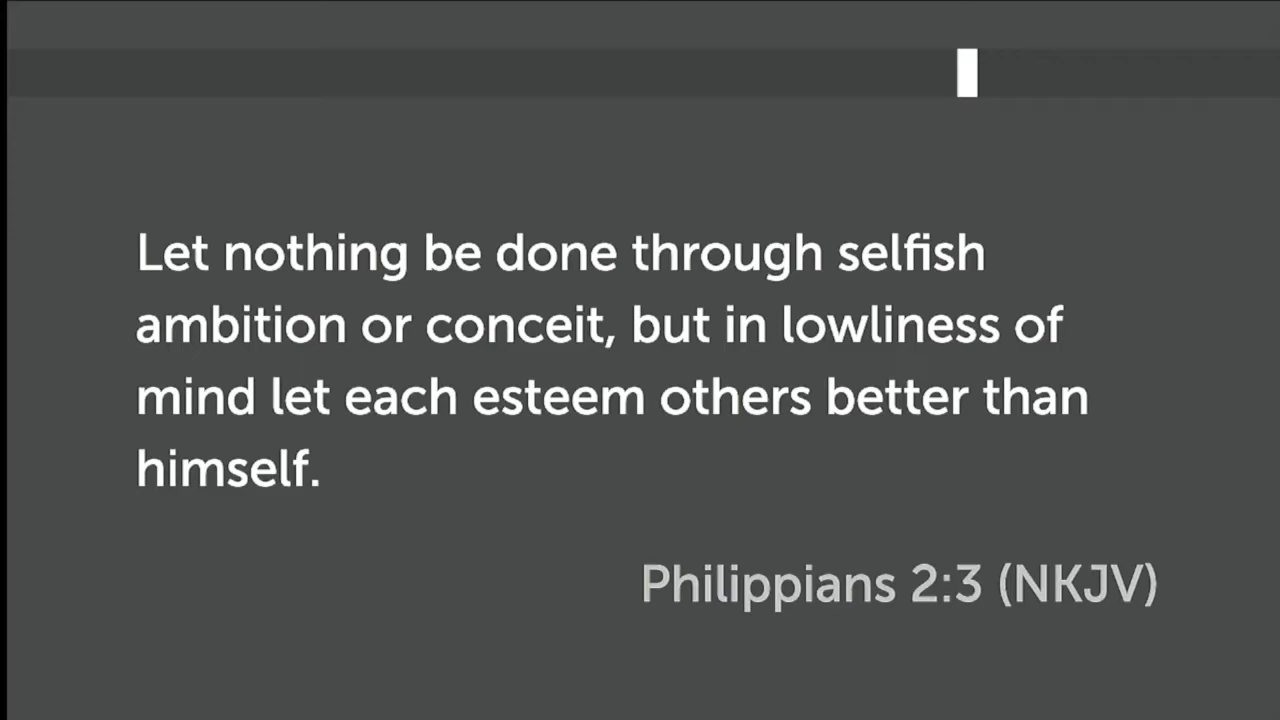 Let nothing be done through selfish
ambition or conceit, but in lowliness of
mind let each esteem others better than
himself.
Philippians 2:3 (NKJV)